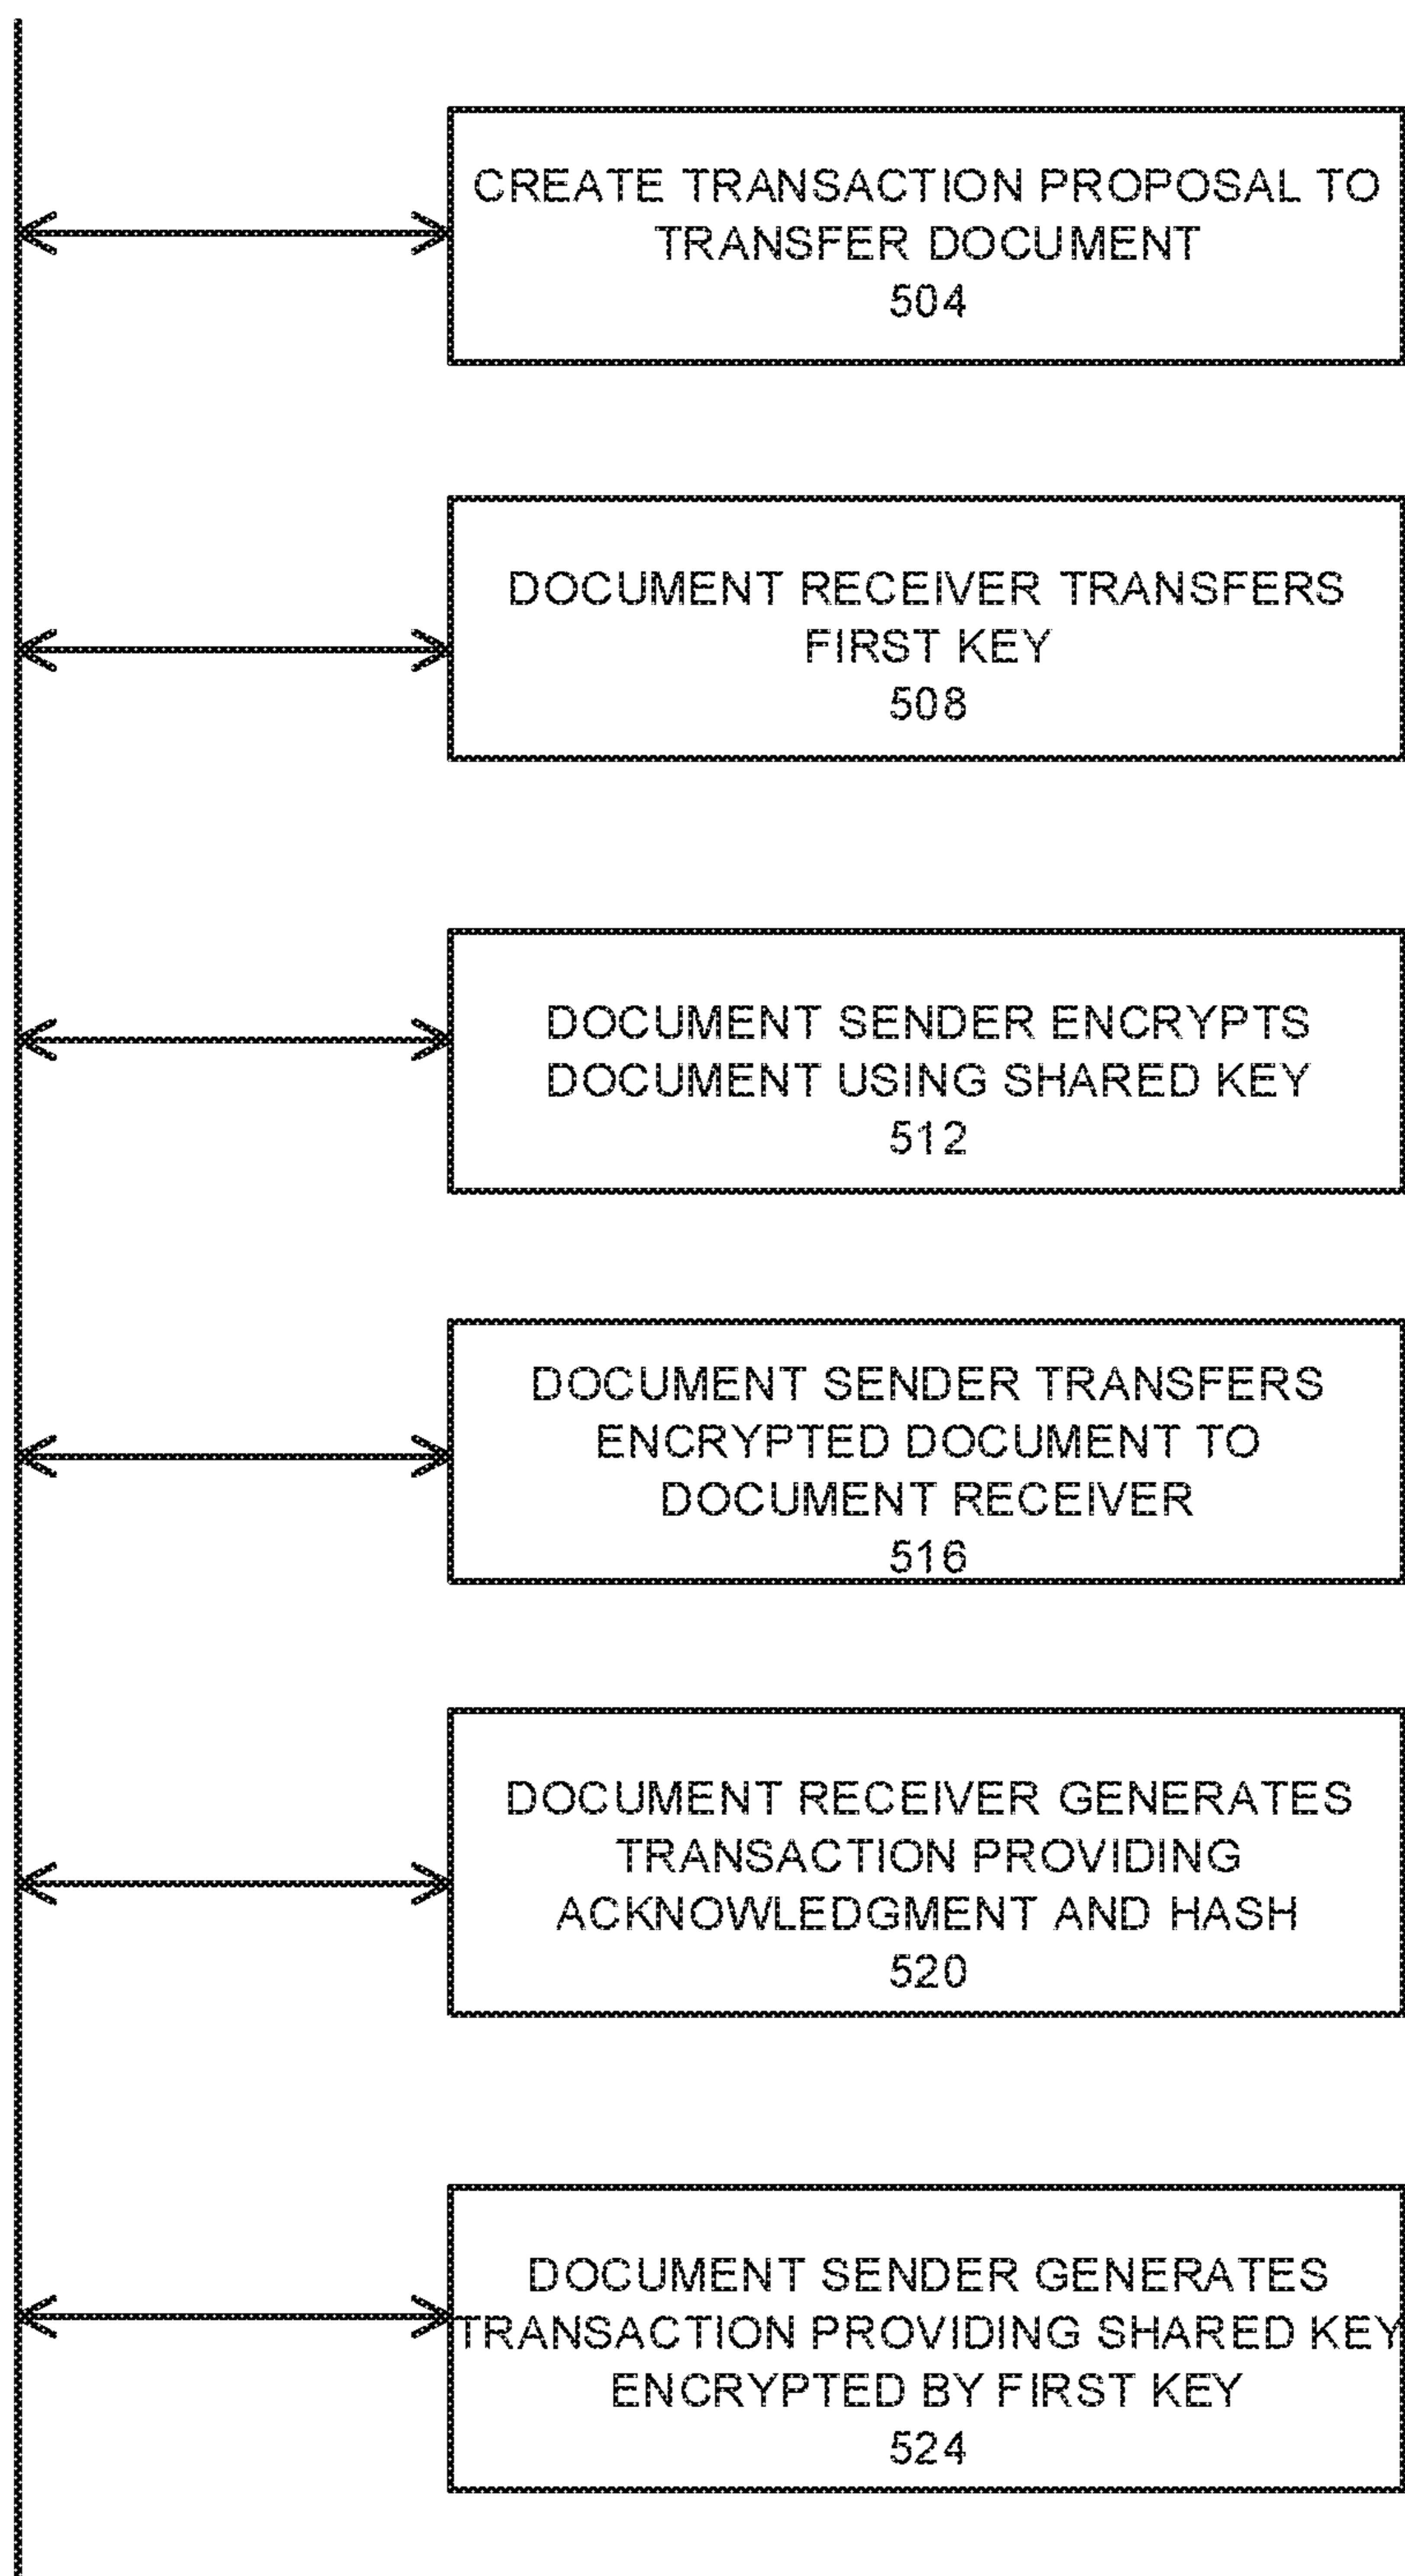 CREATE TRANSACTION PROPOSAL TO
TRANSFER DOCUMENT
504
DOCUMENT RECEIVER TRANSFERS
FIRST KEY
508
DOCUMENT SENDER ENCRYPTS
DOCUMENT USING SHARED KEY
512
DOCUMENT SENDER TRANSFERS
ENCRYPTED DOCUMENT TO
DOCUMENT RECEIVER
516
DOCUMENT RECEIVER GENERATES
TRANSACTION PROVIDING
ACKNOWLEDGMENT AND HASH
520
DOCUMENT SENDER GENERATES
TRANSACTION PROVIDING SHARED KEY
ENCRYPTED BY FIRST KEY
524